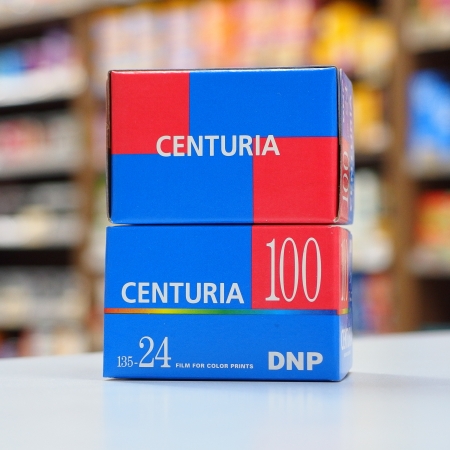 CENTURIA
100
CENTURIA 100
135-24 FILM FOR COLOR PRINTS DNP